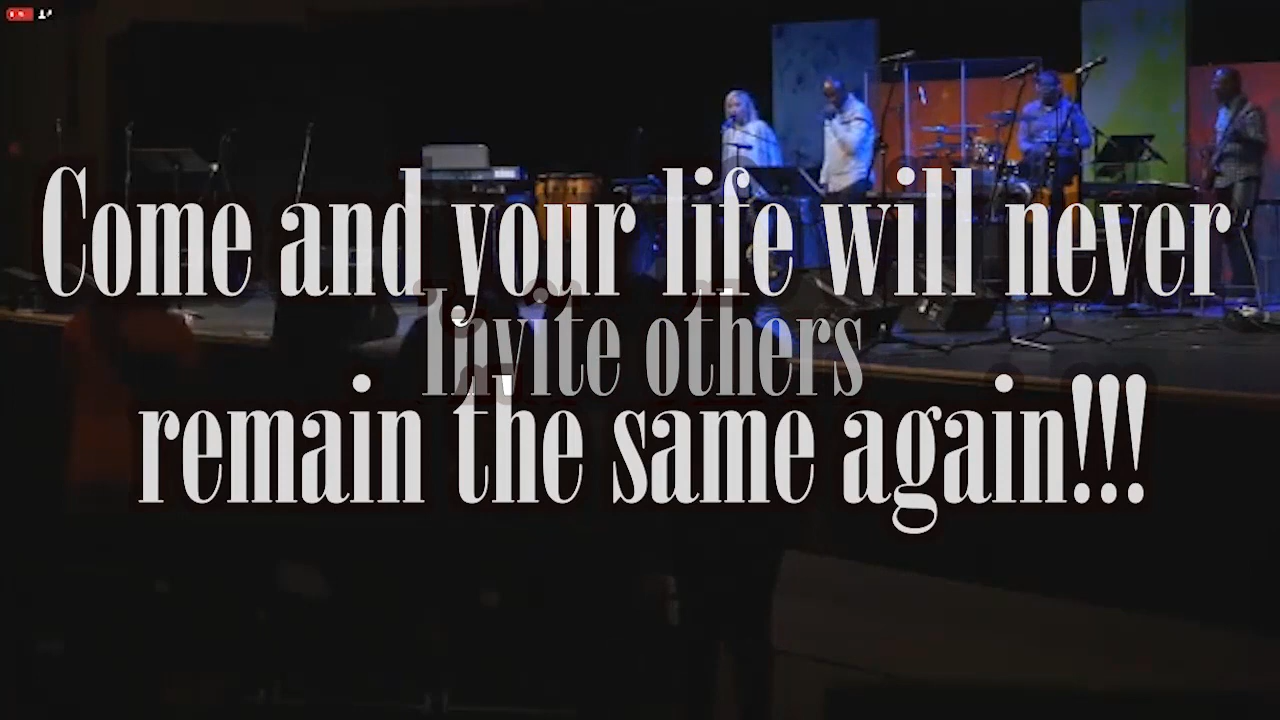 Come and your life will never
Invite others
remain the same again!!!